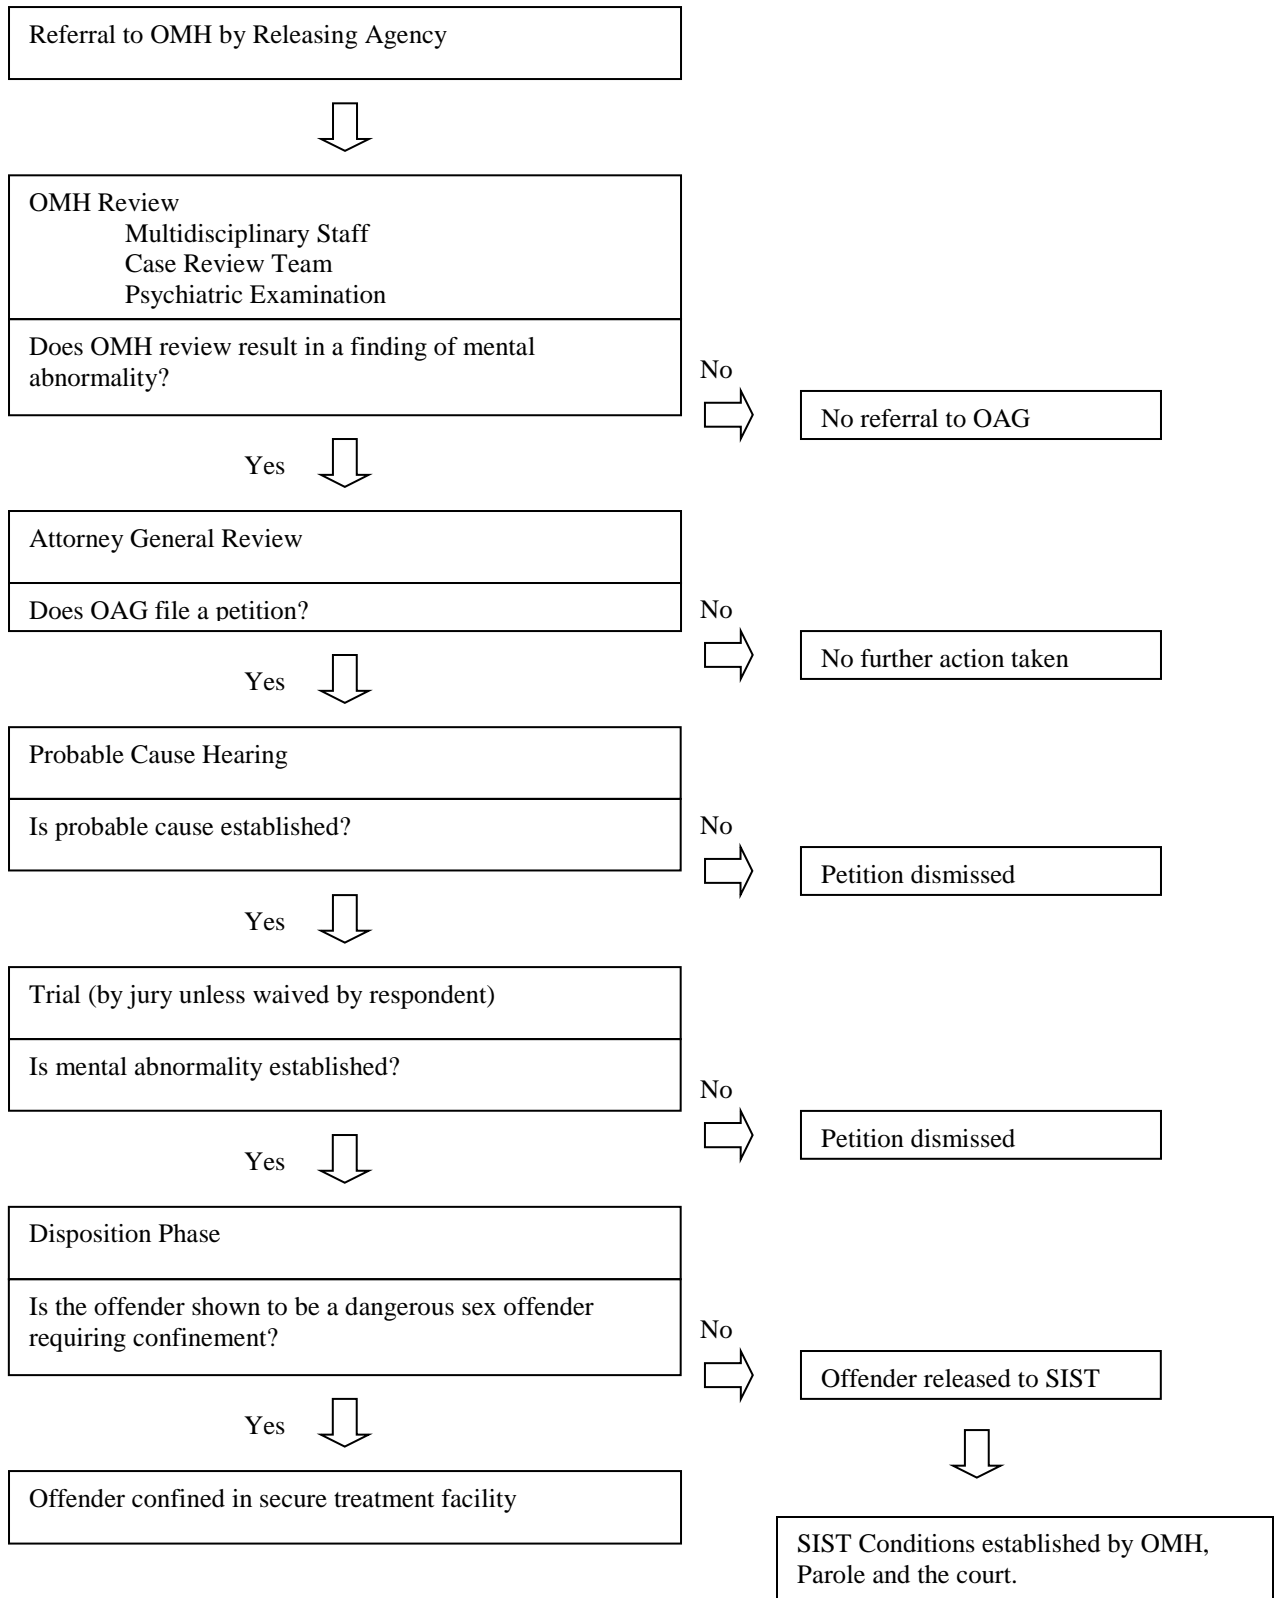 Referral to OMH by Releasing Agency
OMH Review
Multidisciplinary Staff
Case Review Team
Psychiatric Examination
Does OMH review result in a finding of mental
abnormality?
No
No referral to OAG
Yes
Attorney General Review
Does OAG file a petition?
No
No further action taken
Yes
Probable Cause Hearing
Is probable cause established?
No
Petition dismissed
Yes
Trial (by jury unless waived by respondent)
Is mental abnormality established?
No
Petition dismissed
Yes
Disposition Phase
Is the offender shown to be a dangerous sex offender
requiring confinement?
No
Offender released to SIST
Yes
Offender confined in secure treatment facility
SIST Conditions established by OMH,
Parole and the court.